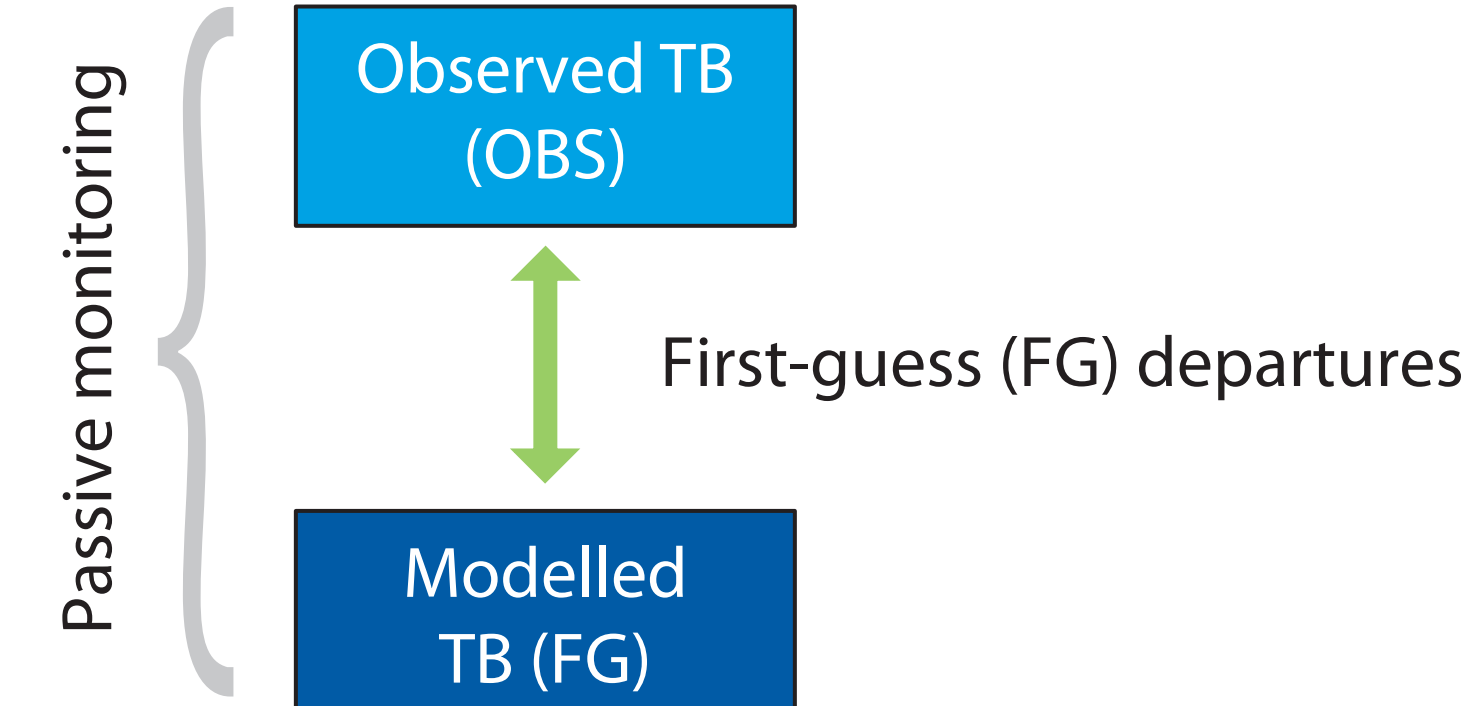 Passive monitoring
Observed TB
(OBS)
First-guess (FG) departures
Modelled
TB (FG)